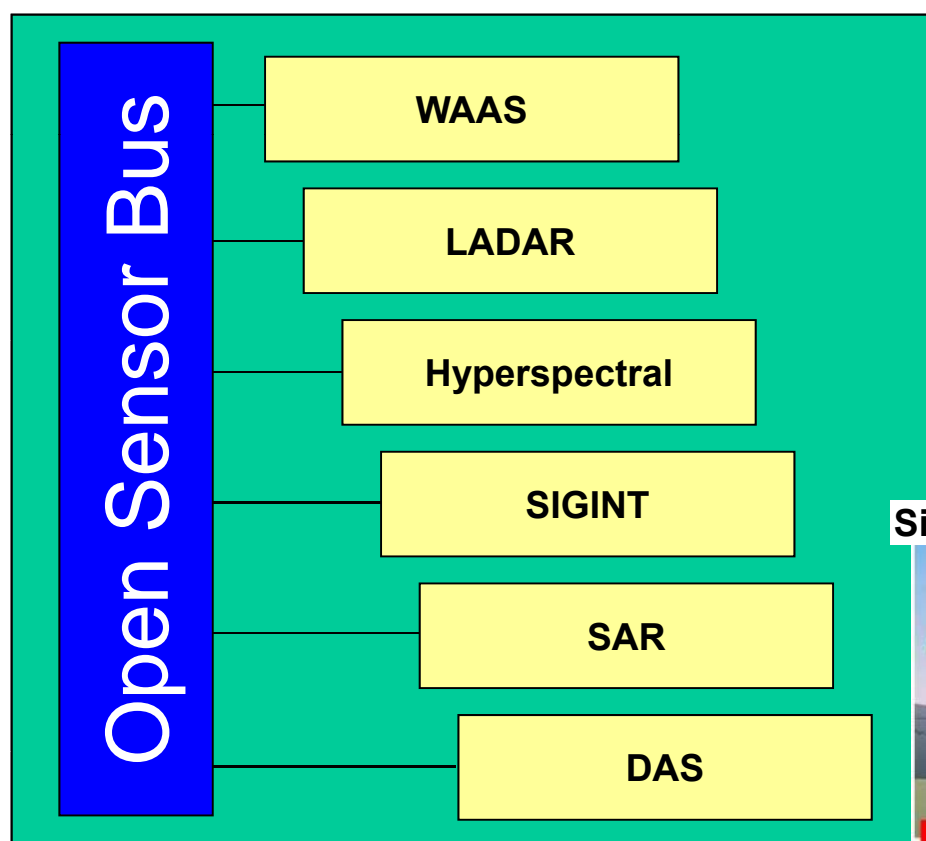 Open Sensor Bus
WAAS
LADAR
Hyperspectral
SIGINT
SAR
DAS